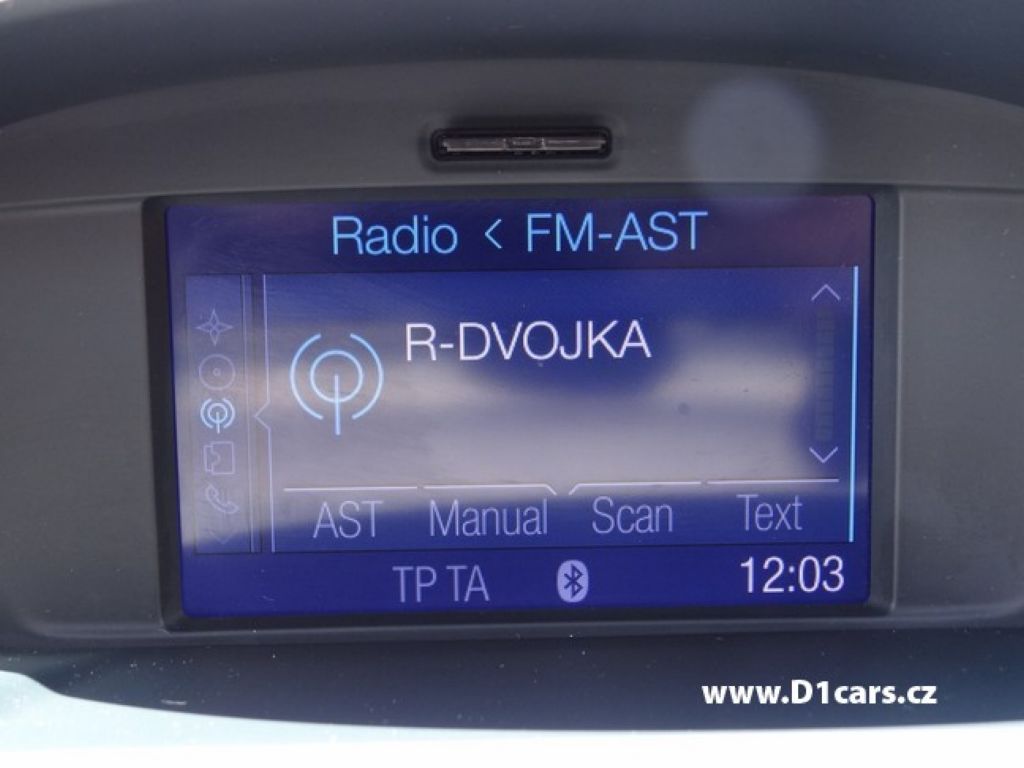 Radio < FM-AST
R-DVOJKA
AST Manual Scan Text
TP TA 12:03
www.D1cars.cz